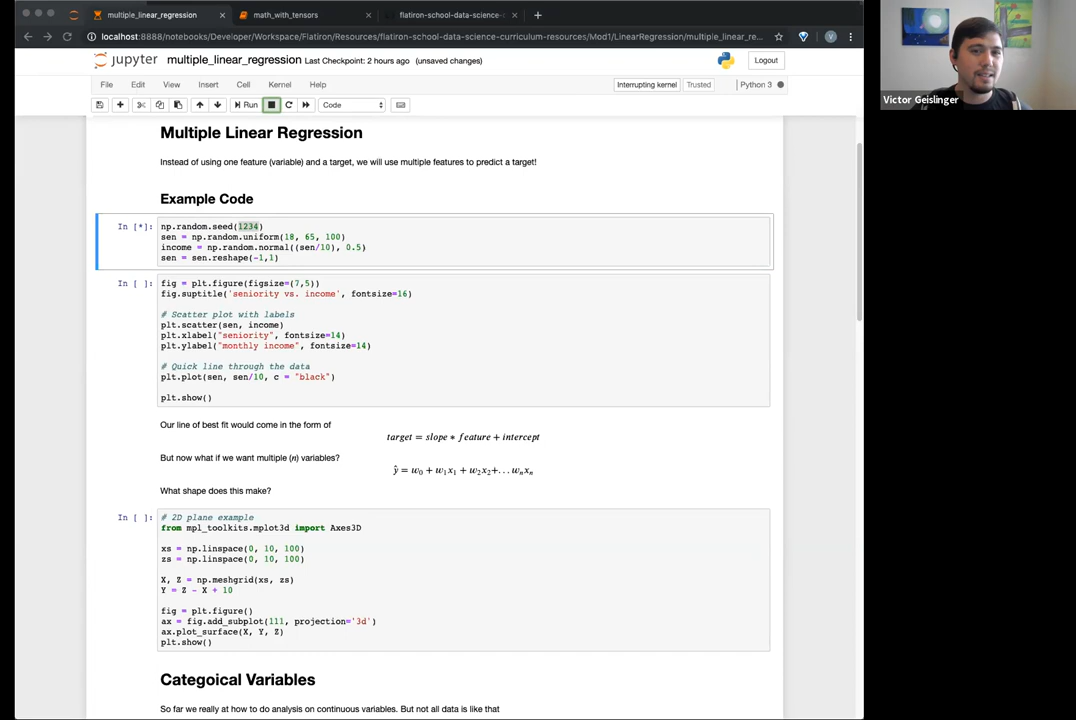 multiple_linear_regression
math_with_tensors
flatiron-school-data-science-
localhost:8888/notebooks/Developer/Workspace/Flatiron/Resources/flatiron-school-data-science-curriculum-resources/Mod1/LinearRegression/multiple_linear_re...
V
jupyter multiple_linear_regression Last Checkpoint: 2 hours ago (unsaved changes)
Logout
File Edit View Insert Cell Kernel Help
Interrupting kernel Trusted Python 3
Run Code
Multiple Linear Regression
Instead of using one feature (variable) and a target, we will use multiple features to predict a target!
Example Code
In [*]: np.random.seed(1234)
sen = np.random.uniform(18, 65, 100)
income = np.random.normal((sen/10), 0.5)
sen = sen.reshape(-1,1)
In [ ]: fig = plt.figure(figsize=(7,5))
fig.suptitle('seniority vs. income', fontsize=16)
# Scatter plot with labels
plt.scatter(sen, income)
plt.xlabel("seniority", fontsize=14)
plt.ylabel("monthly income", fontsize=14)
# Quick line through the data
plt.plot(sen, sen/10, c = "black")
plt.show()
Our line of best fit would come in the form of
target = slope * feature + intercept
But now what if we want multiple (n) variables?
ŷ = w₀ + w₁x₁ + w₂x₂+. . . wₙxₙ
What shape does this make?
In [ ]: # 2D plane example
from mpl_toolkits.mplot3d import Axes3D
xs = np.linspace(0, 10, 100)
zs = np.linspace(0, 10, 100)
X, Z = np.meshgrid(xs, zs)
Y = Z - X + 10
fig = plt.figure()
ax = fig.add_subplot(111, projection='3d')
ax.plot_surface(X, Y, Z)
plt.show()
Categoical Variables
So far we really at how to do analysis on continuous variables. But not all data is like that
Victor Geislinger